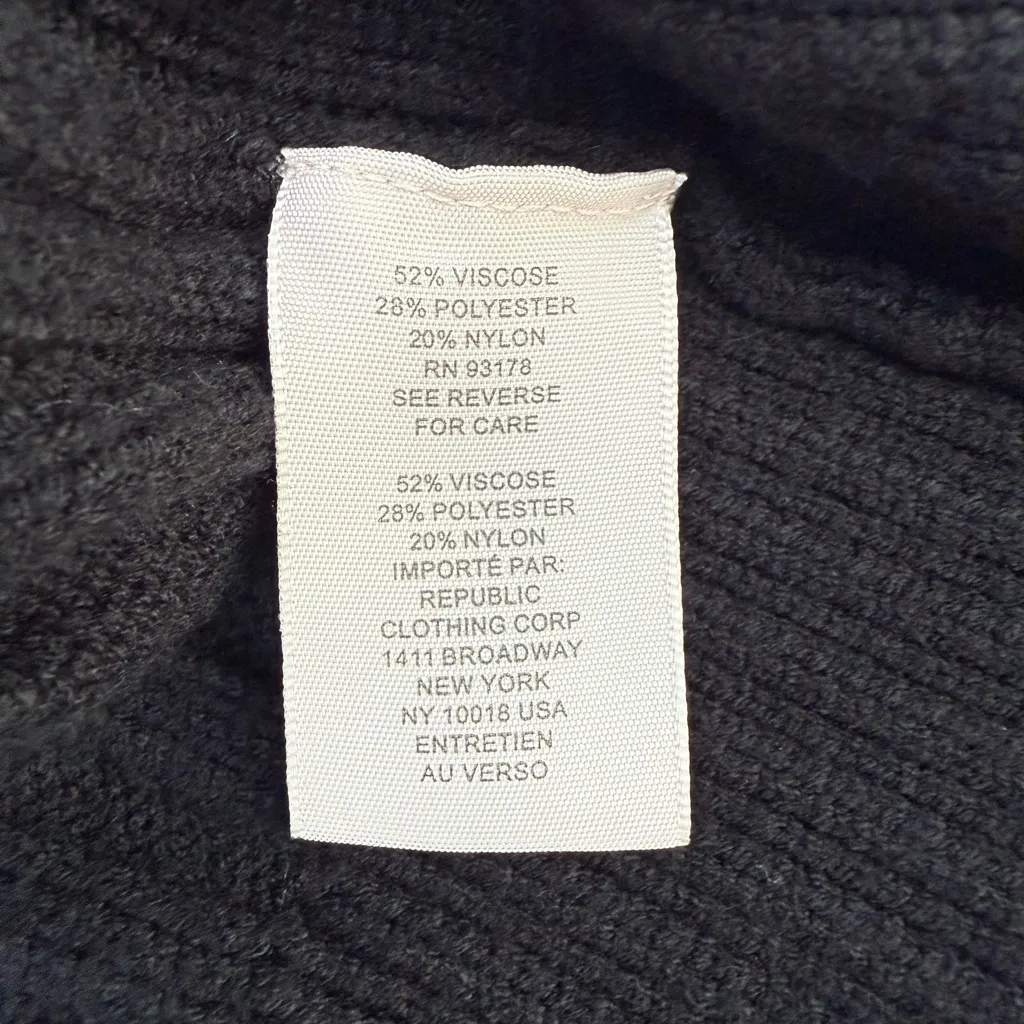 52% VISCOSE
28% POLYESTER
20% NYLON
RN 93178
SEE REVERSE
FOR CARE
52% VISCOSE
28% POLYESTER
20% NYLON
IMPORTÉ PAR:
REPUBLIC
CLOTHING CORP
1411 BROADWAY
NEW YORK
NY 10018 USA
ENTRETIEN
AU VERSO